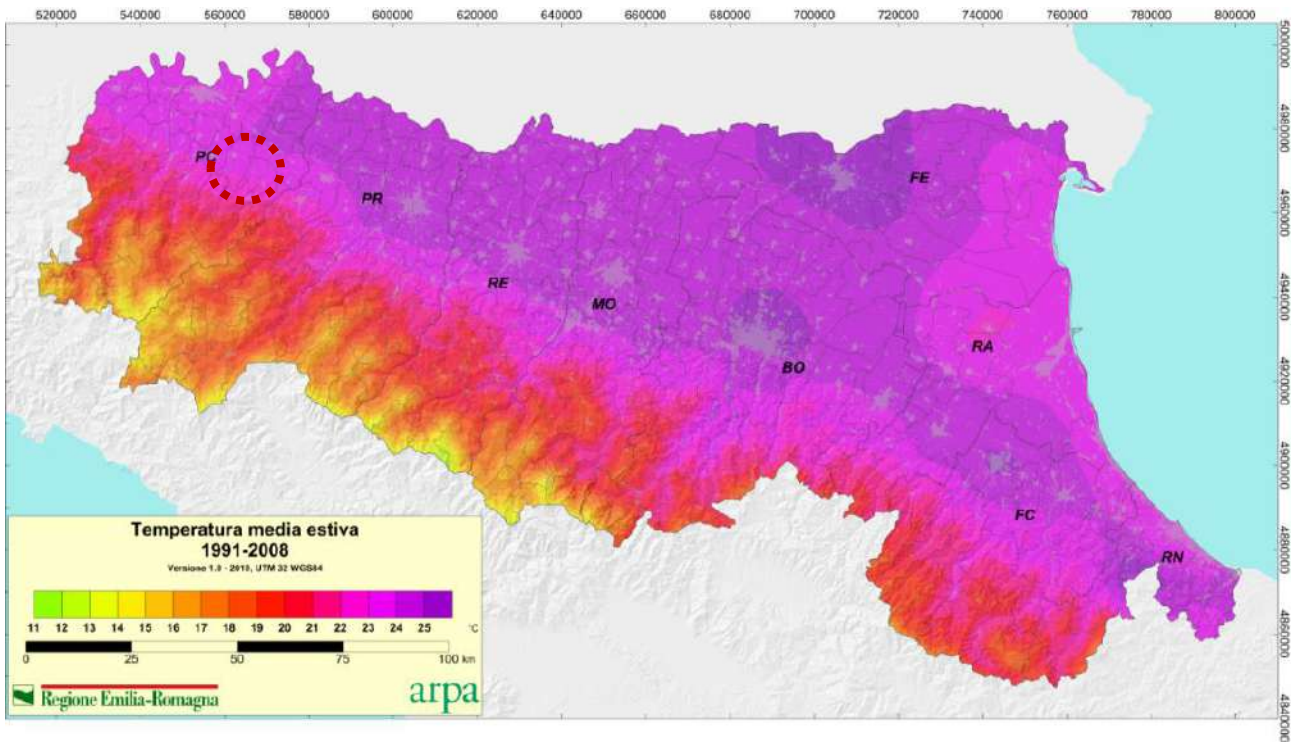 520000 540000 560000 580000 600000 620000 640000 660000 680000 700000 720000 740000 760000 780000 800000
5000000
4980000
4960000
4940000
4920000
4900000
4880000
4860000
4840000
PC
PR
RE
MO
BO
FE
RA
FC
RN
Temperatura media estiva
1991-2008
Versione 1.0 - 2010, UTM 32 WGS84
11 12 13 14 15 16 17 18 19 20 21 22 23 24 25 °C
0 25 50 75 100 km
Regione Emilia-Romagna
arpa